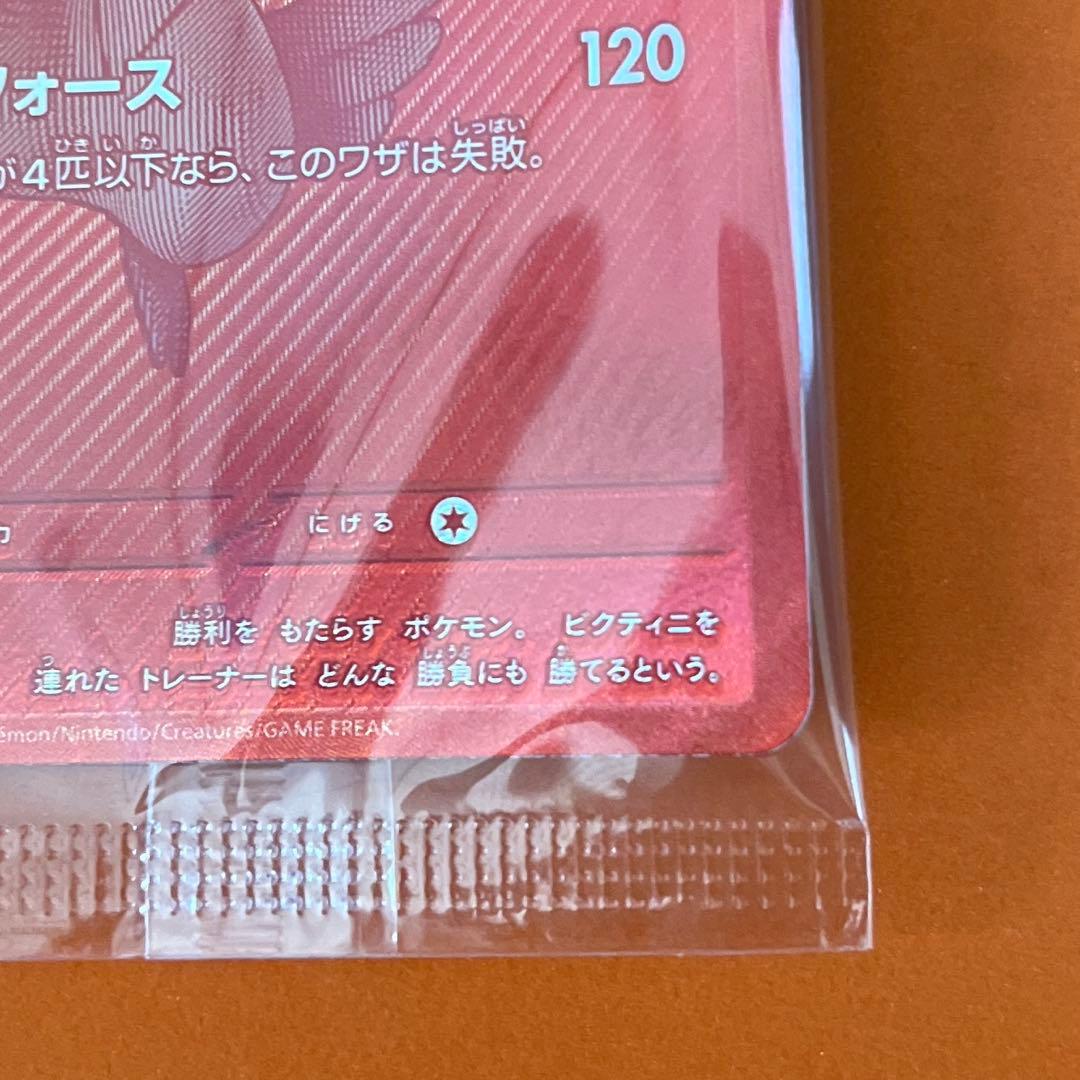 フォース 120
が4匹以下なら、このワザは失敗。
にげる
勝利を もたらす ポケモン。 ビクティニを
連れた トレーナーは どんな 勝負にも 勝てるという。
émon/Nintendo/Creatures/GAME FREAK.